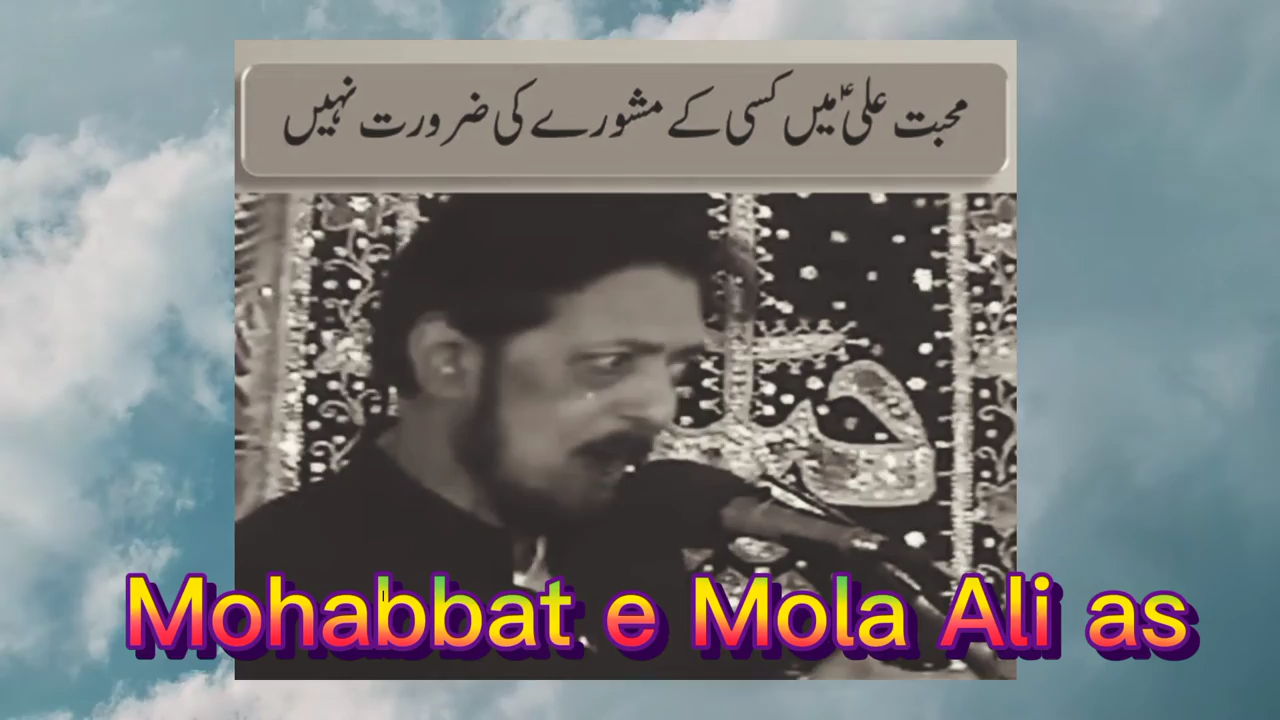 محبت علیؑ میں کسی کے مشورے کی ضرورت نہیں
Mohabbat e Mola Ali as